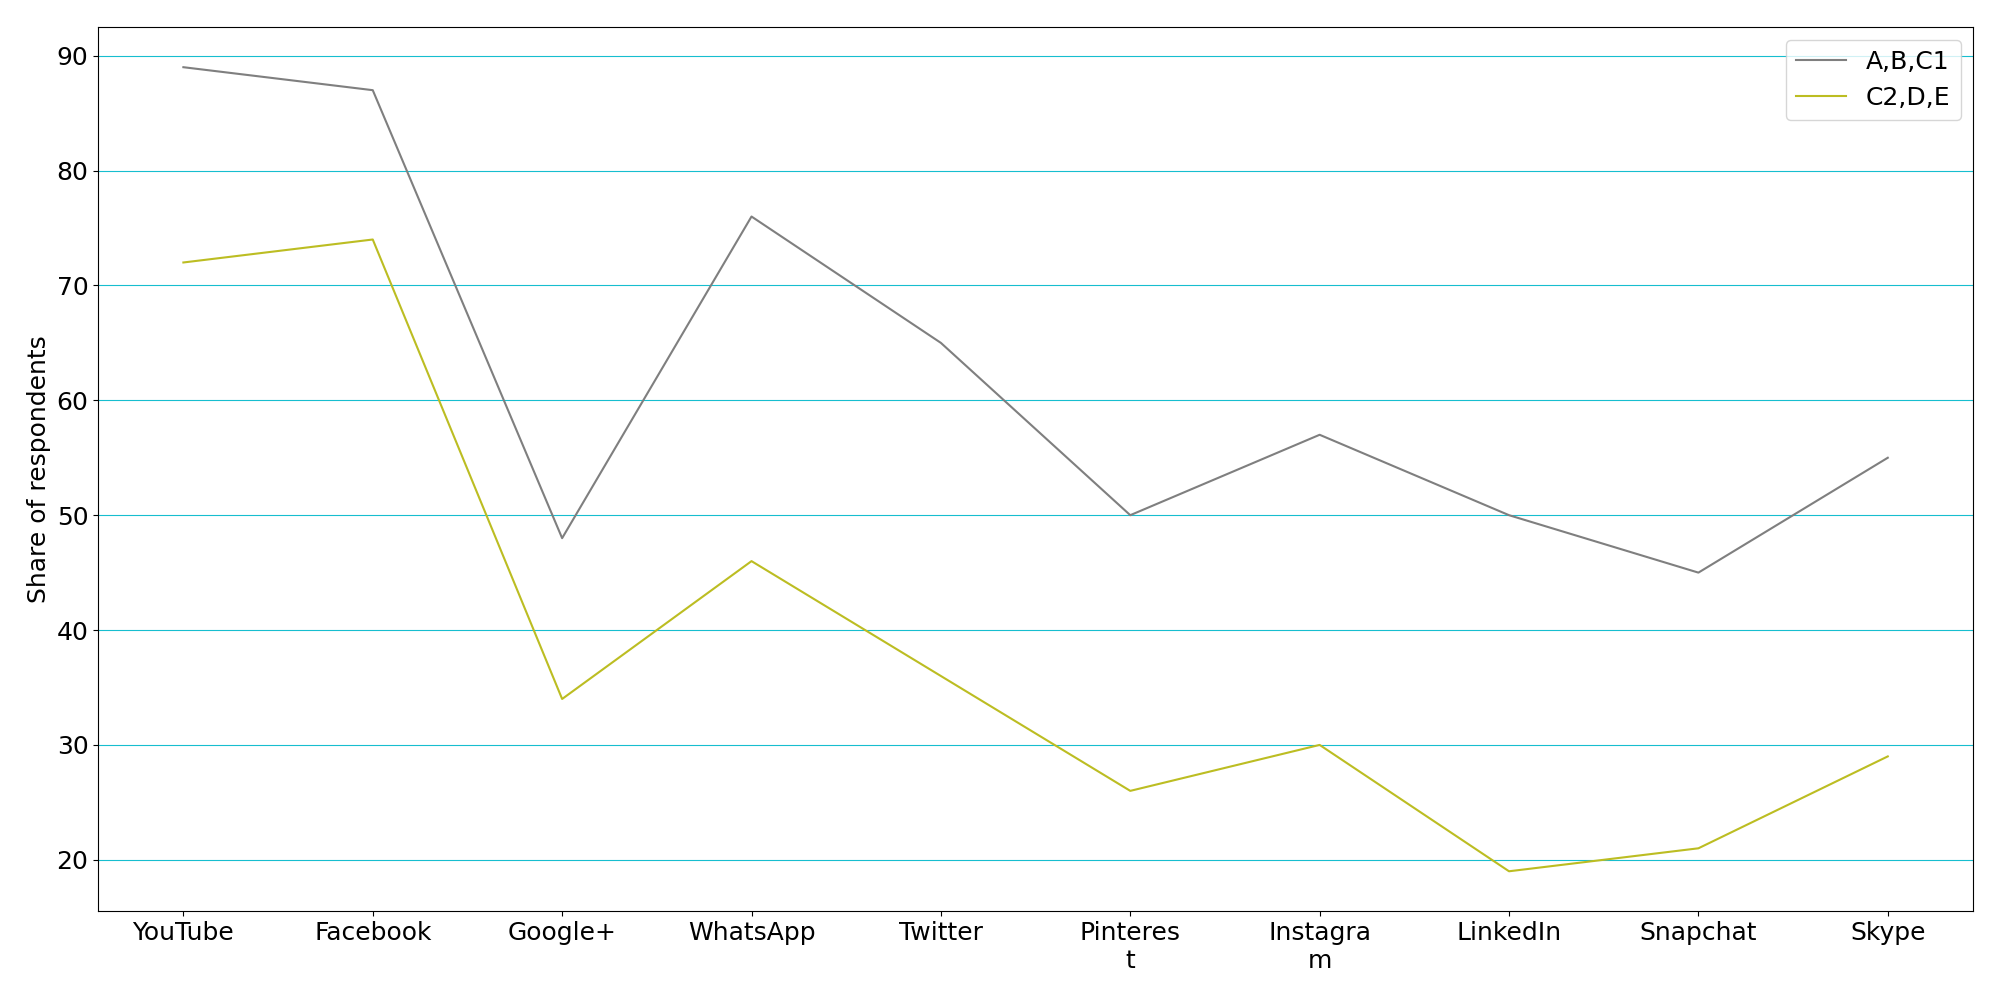 90
80
70
60
50
40
30
20
Share of respondents
A,B,C1
C2,D,E
YouTube
Facebook
Google+
WhatsApp
Twitter
Pinteres
t
Instagra
m
LinkedIn
Snapchat
Skype